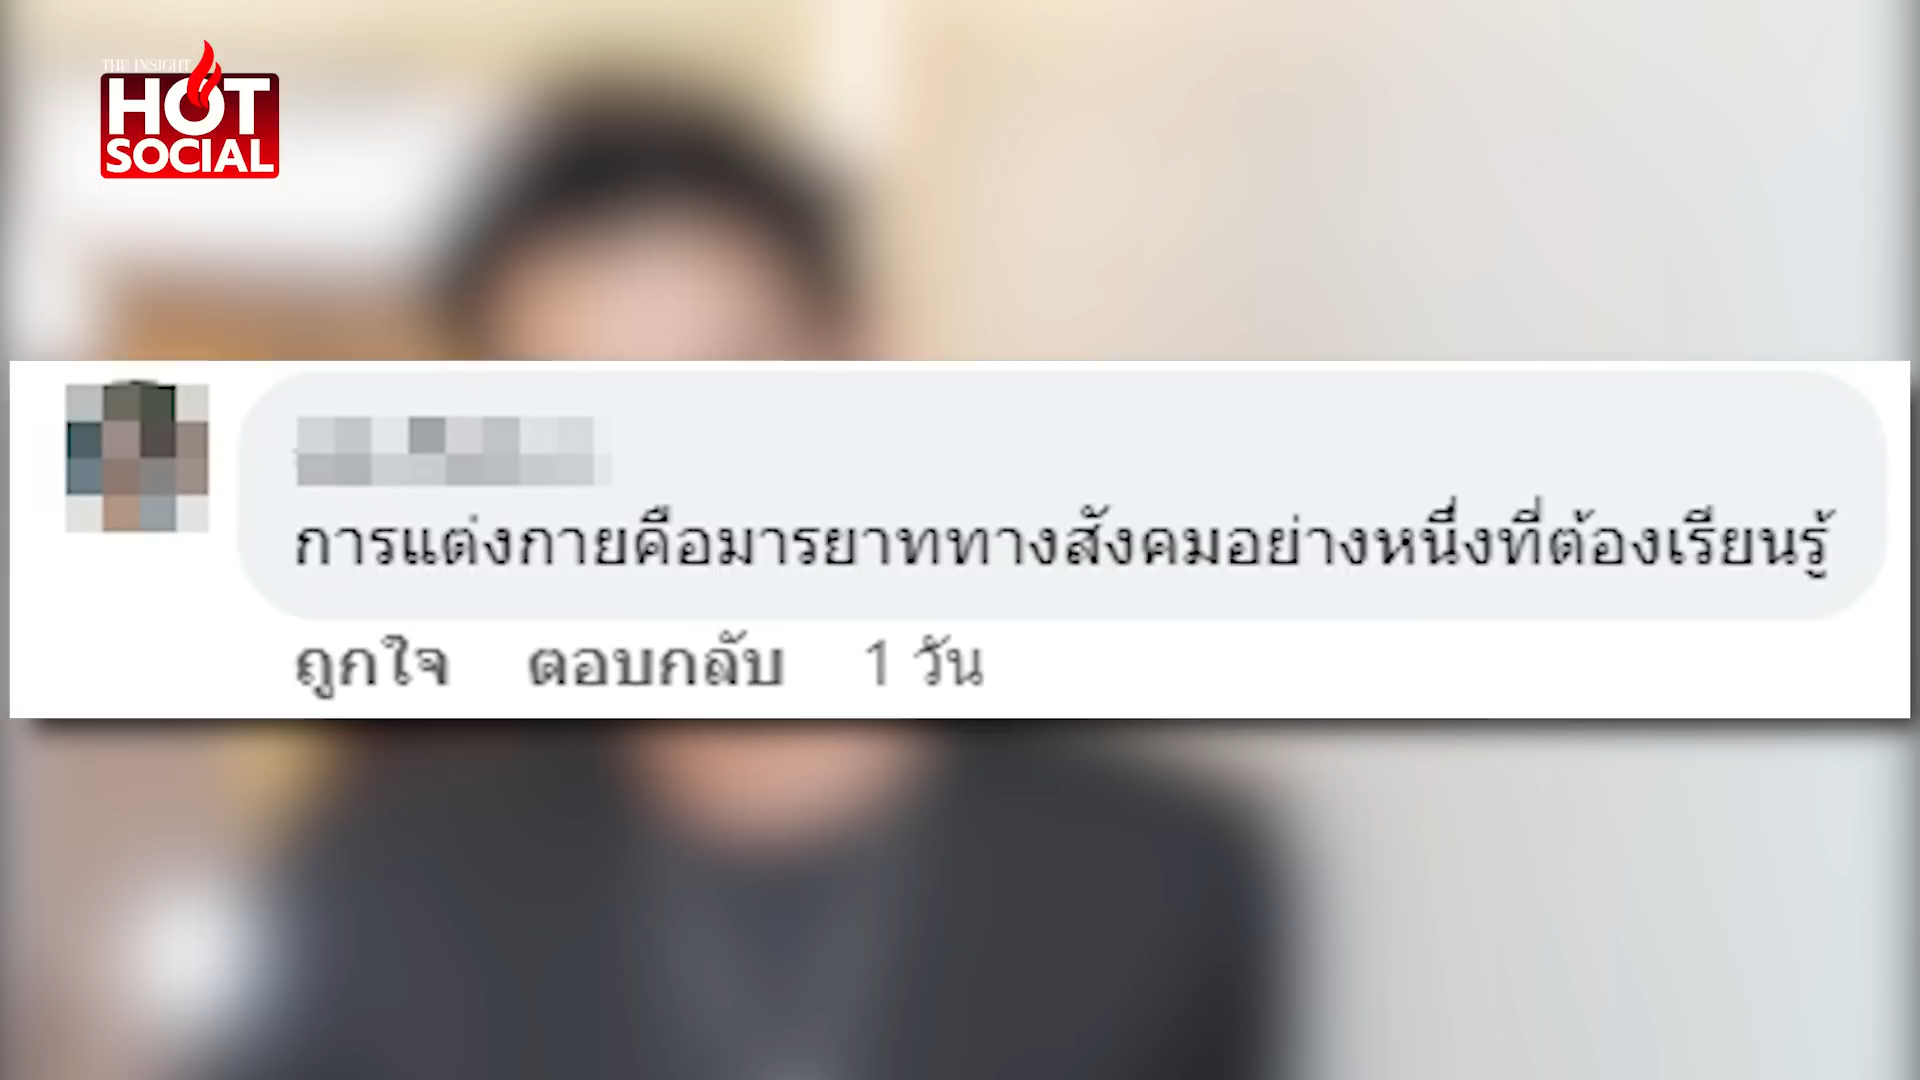 THE INSIGHT
HOT
SOCIAL
การแต่งกายคือมารยาททางสังคมอย่างหนึ่งที่ต้องเรียนรู้
ถูกใจ ตอบกลับ 1 วัน